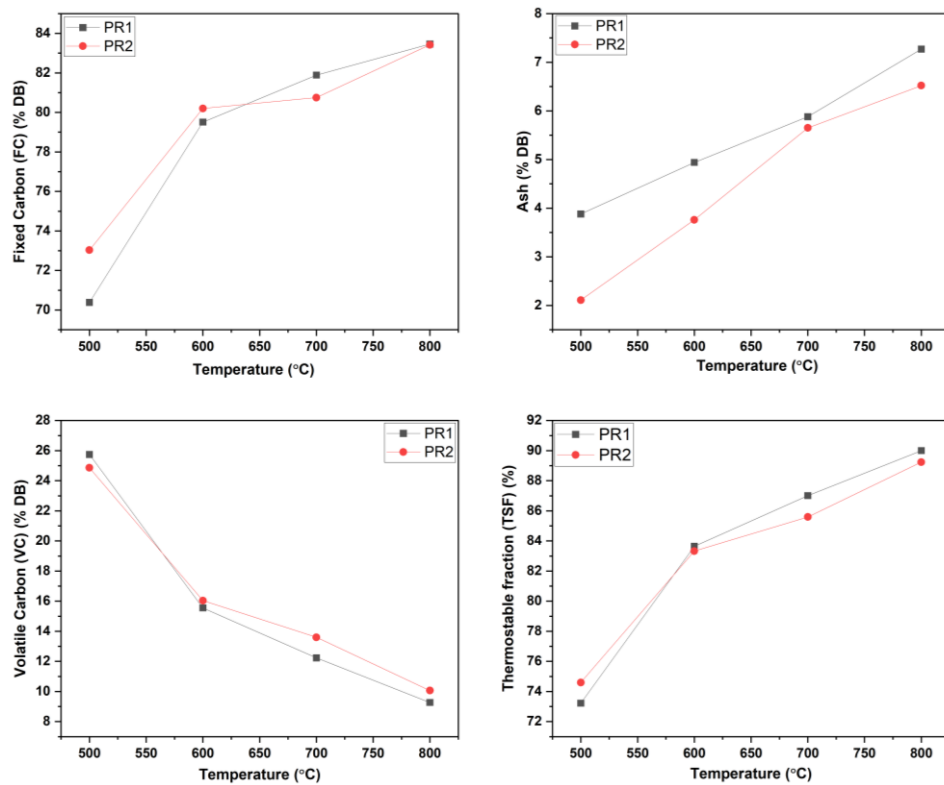 PR1
PR2
84
82
80
78
76
74
72
70
Fixed Carbon (FC) (% DB)
500 550 600 650 700 750 800
Temperature (°C)
PR1
PR2
8
7
6
5
4
3
2
Ash (% DB)
500 550 600 650 700 750 800
Temperature (°C)
PR1
PR2
28
26
24
22
20
18
16
14
12
10
8
Volatile Carbon (VC) (% DB)
500 550 600 650 700 750 800
Temperature (°C)
PR1
PR2
92
90
88
86
84
82
80
78
76
74
72
Thermostable fraction (TSF) (%)
500 550 600 650 700 750 800
Temperature (°C)